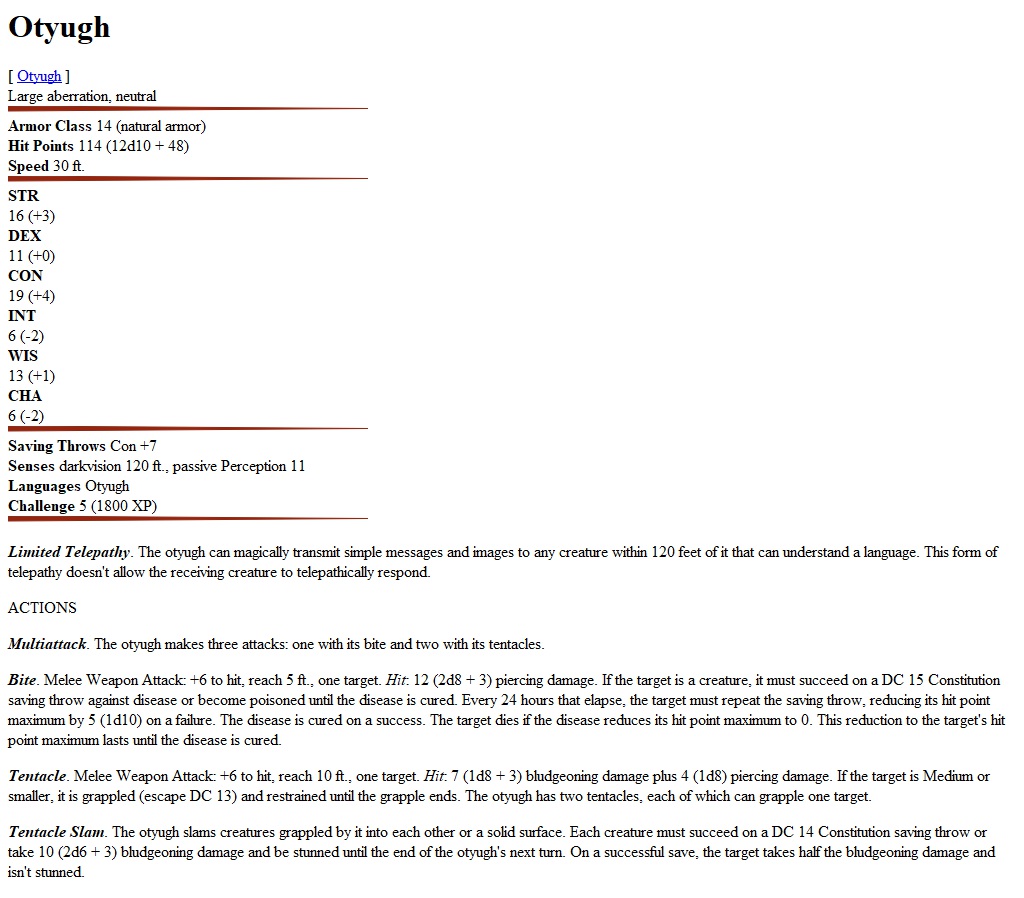 Otyugh
[ Otyugh ]
Large aberration, neutral
Armor Class 14 (natural armor)
Hit Points 114 (12d10 + 48)
Speed 30 ft.
STR
16 (+3)
DEX
11 (+0)
CON
19 (+4)
INT
6 (-2)
WIS
13 (+1)
CHA
6 (-2)
Saving Throws Con +7
Senses darkvision 120 ft., passive Perception 11
Languages Otyugh
Challenge 5 (1800 XP)
Limited Telepathy. The otyugh can magically transmit simple messages and images to any creature within 120 feet of it that can understand a language. This form of
telepathy doesn't allow the receiving creature to telepathically respond.
ACTIONS
Multiattack. The otyugh makes three attacks: one with its bite and two with its tentacles.
Bite. Melee Weapon Attack: +6 to hit, reach 5 ft., one target. Hit: 12 (2d8 + 3) piercing damage. If the target is a creature, it must succeed on a DC 15 Constitution
saving throw against disease or become poisoned until the disease is cured. Every 24 hours that elapse, the target must repeat the saving throw, reducing its hit point
maximum by 5 (1d10) on a failure. The disease is cured on a success. The target dies if the disease reduces its hit point maximum to 0. This reduction to the target's hit
point maximum lasts until the disease is cured.
Tentacle. Melee Weapon Attack: +6 to hit, reach 10 ft., one target. Hit: 7 (1d8 + 3) bludgeoning damage plus 4 (1d8) piercing damage. If the target is Medium or
smaller, it is grappled (escape DC 13) and restrained until the grapple ends. The otyugh has two tentacles, each of which can grapple one target.
Tentacle Slam. The otyugh slams creatures grappled by it into each other or a solid surface. Each creature must succeed on a DC 14 Constitution saving throw or
take 10 (2d6 + 3) bludgeoning damage and be stunned until the end of the otyugh's next turn. On a successful save, the target takes half the bludgeoning damage and
isn't stunned.